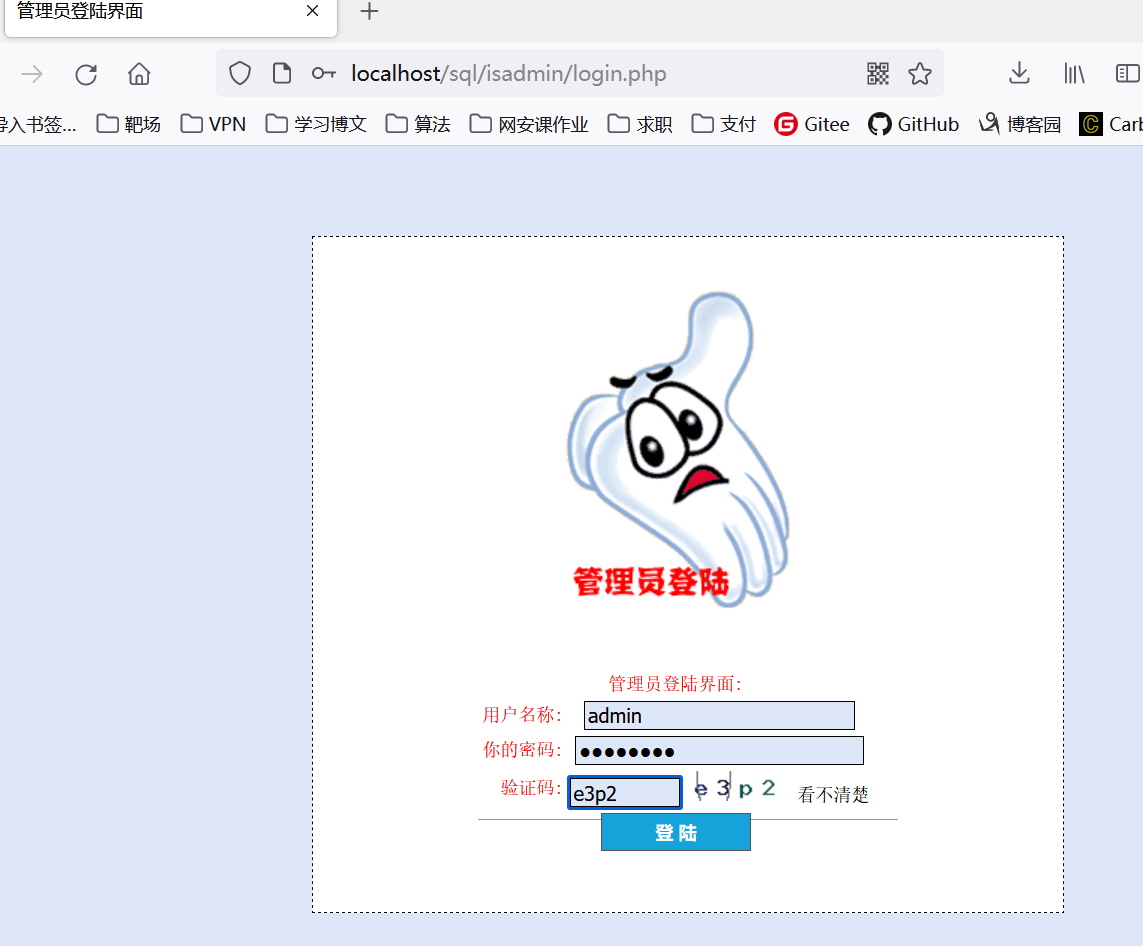 管理员登陆界面
localhost/sql/isadmin/login.php
导入书签... 靶场 VPN 学习博文 算法 网安课作业 求职 支付 Gitee GitHub 博客园
管理员登陆
管理员登陆界面：
用户名称： admin
你的密码： ●●●●●●●●
验证码： e3p2 e 3 p 2 看不清楚
登 陆